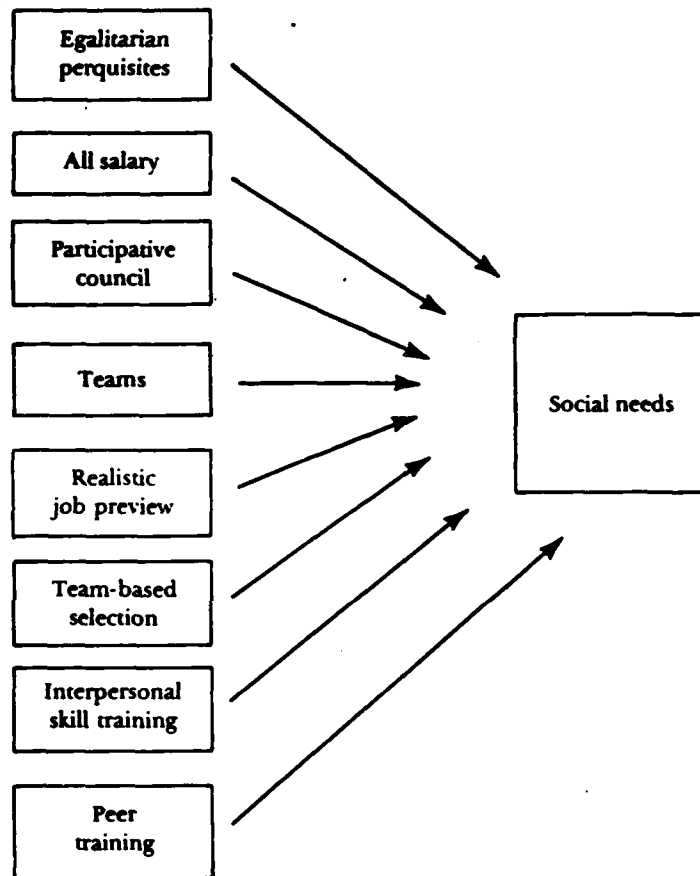 Egalitarian
perquisites
All salary
Participative
council
Teams
Social needs
Realistic
job preview
Team-based
selection
Interpersonal
skill training
Peer
training